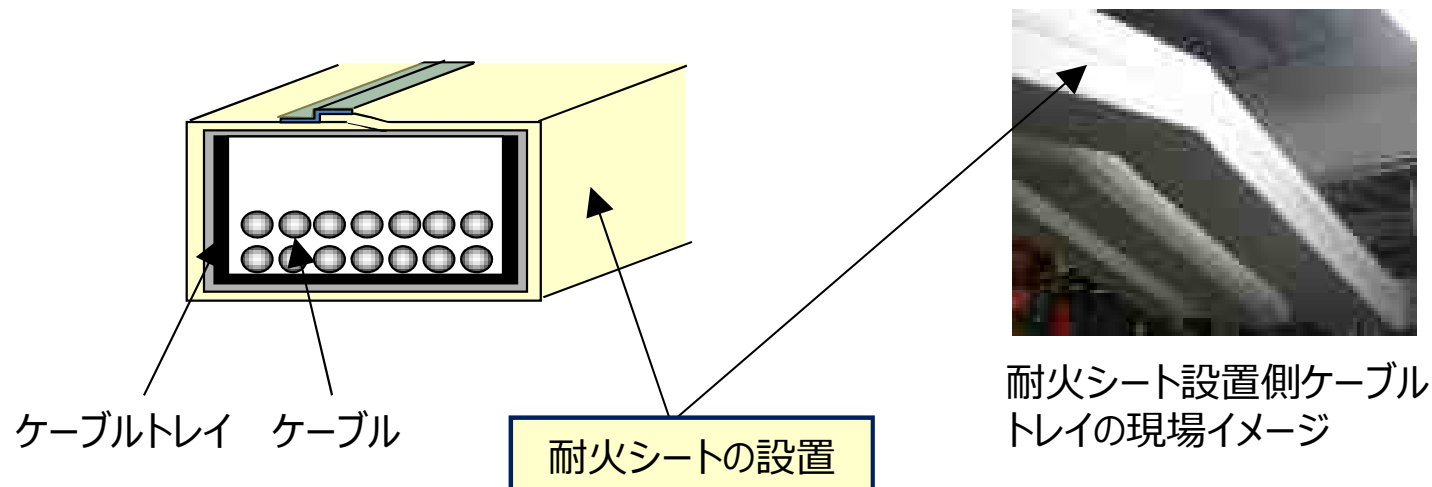 ケーブルトレイ
ケーブル
耐火シートの設置
耐火シート設置側ケーブル
トレイの現場イメージ